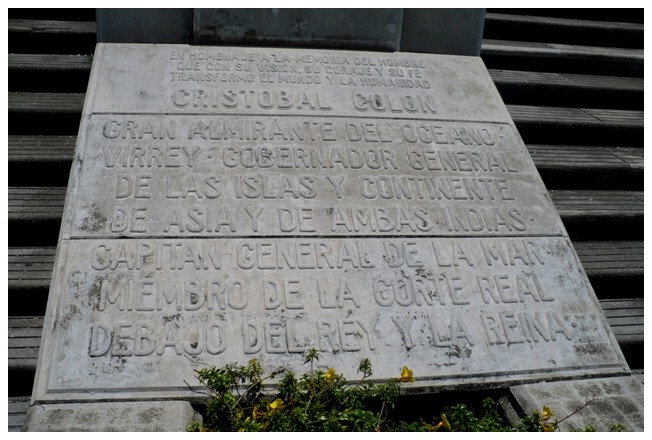 EN HOMENAJE A LA MEMORIA DEL HOMBRE
QUE CON SU VISION, SU CORAJE Y SU FE
TRANSFORMO EL MUNDO Y LA HUMANIDAD
CRISTOBAL COLON
GRAN ALMIRANTE DEL OCEANO·
VIRREY · GOBERNADOR GENERAL
DE LAS ISLAS Y CONTINENTE
DE ASIA Y DE AMBAS INDIAS·
CAPITAN GENERAL DE LA MAR·
MIEMBRO DE LA CORTE REAL
DEBAJO DEL REY Y LA REINA·